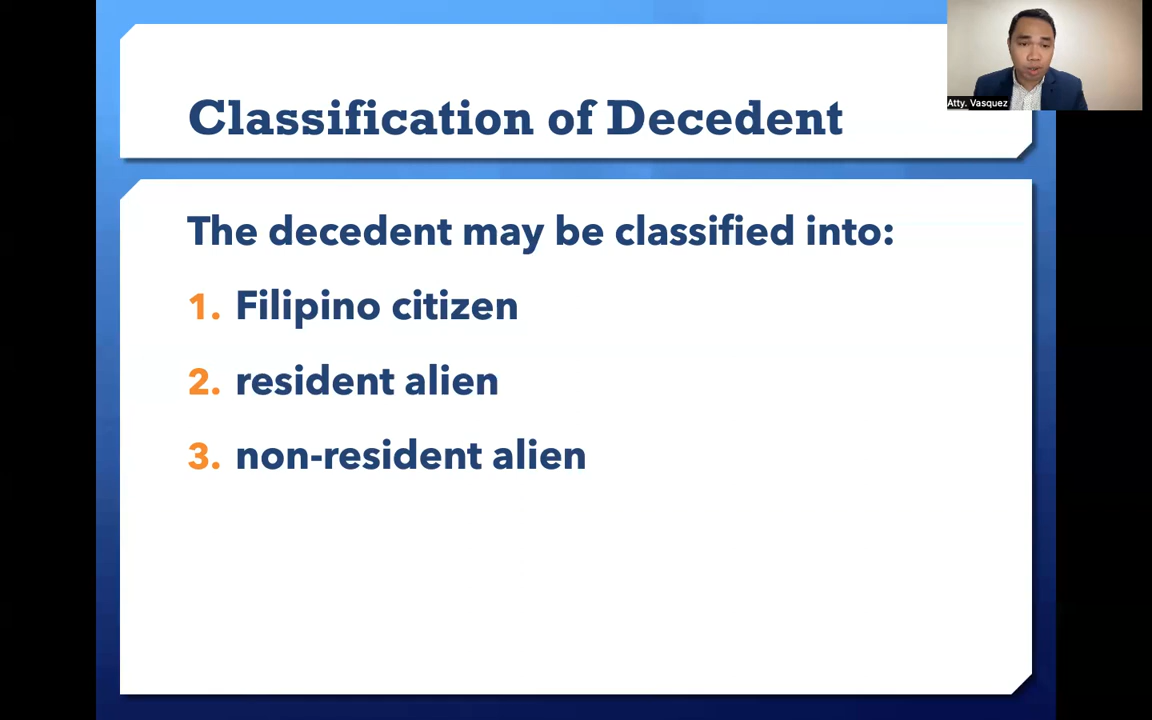 Atty. Vasquez
Classification of Decedent
The decedent may be classified into:
1. Filipino citizen
2. resident alien
3. non-resident alien